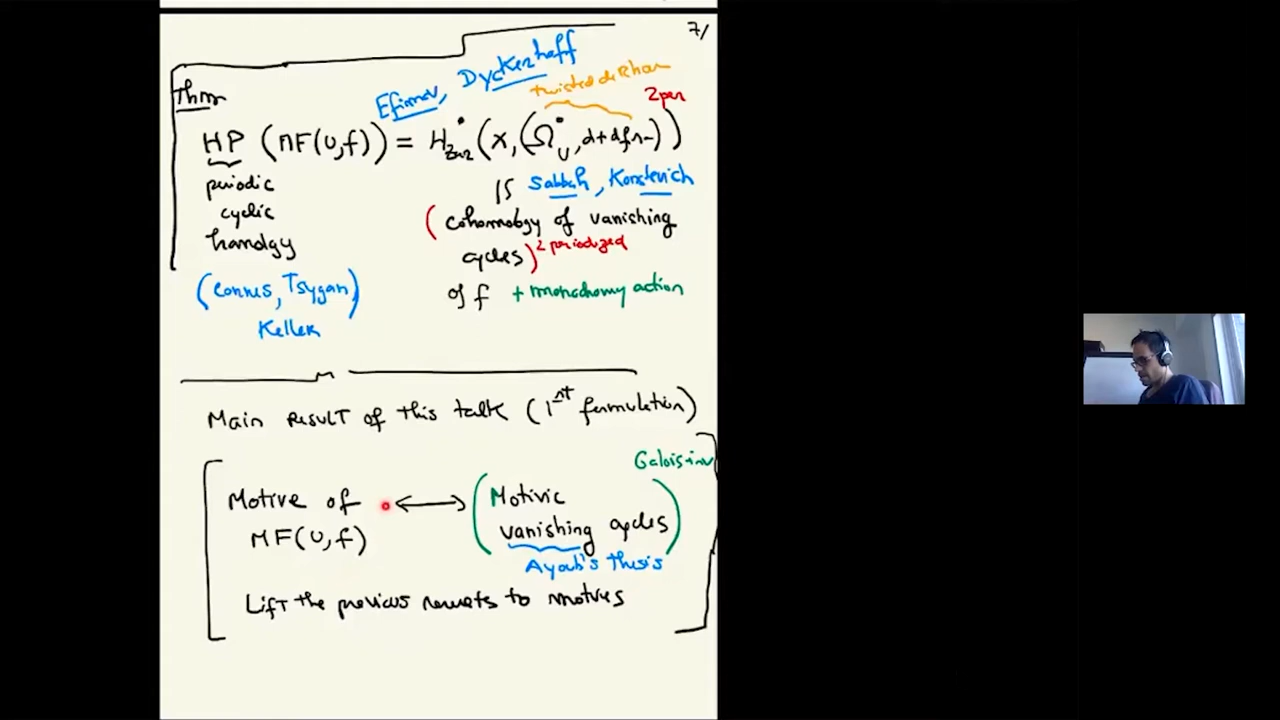 7/
Thm
Efimov, Dyckerhoff
twisted de Rham
2per
HP (MF(U,f)) = H^•_{Zar}(X,(Ω^•_U, d+df∧-))
periodic
cyclic
homology
(Connes, Tsygan)
Keller
IS Sabbah, Kontsevich
(cohomology of vanishing
cycles) 2 periodized
of f + monodromy action
Main result of this talk (1st formulation)
Galois-inv
Motive of ⟷ (Motivic
MF(U,f) vanishing cycles)
Ayoub's thesis
Lift the previous results to motives